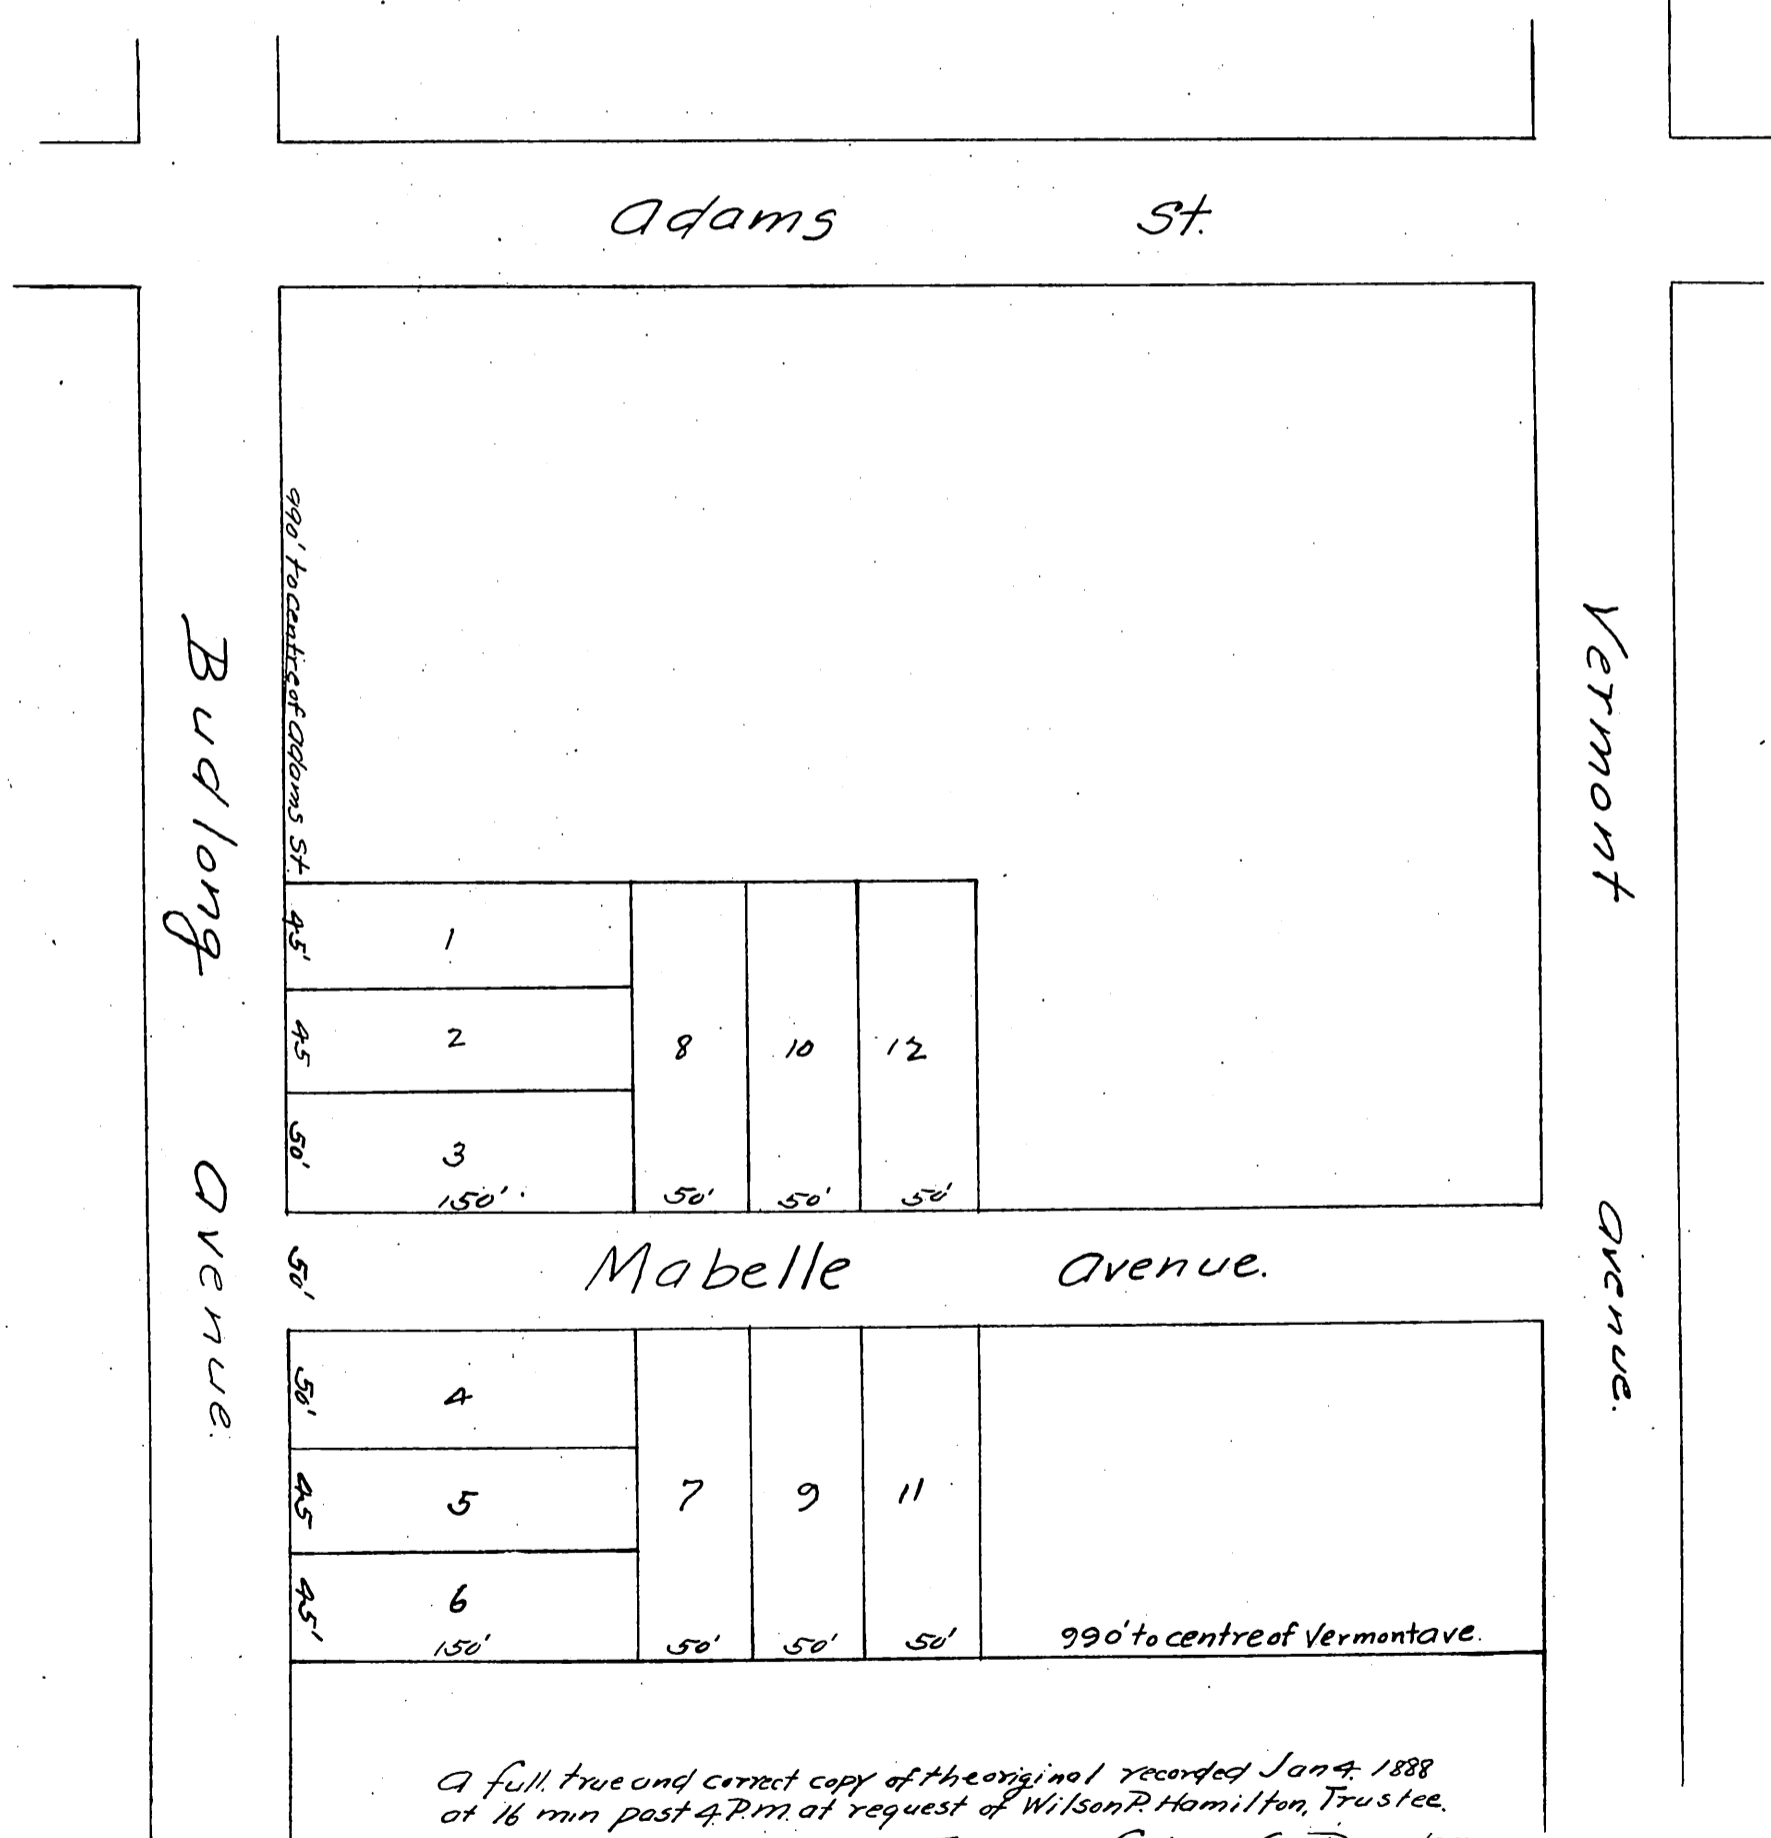 Adams St.
990' to centre of Adams St.
Budlong Avenue.
Vermont Avenue.
45' 1
45 2 8 10 12
50' 3
150' 50' 50' 50'
50' Mabelle Avenue.
50' 4
45 5 7 9 11
45' 6
150' 50' 50' 50' 990' to centre of Vermont ave.
A full. true and correct copy of the original recorded Jan 4. 1888
at 16 min past 4. P.m. at request of Wilson P. Hamilton, Trustee.